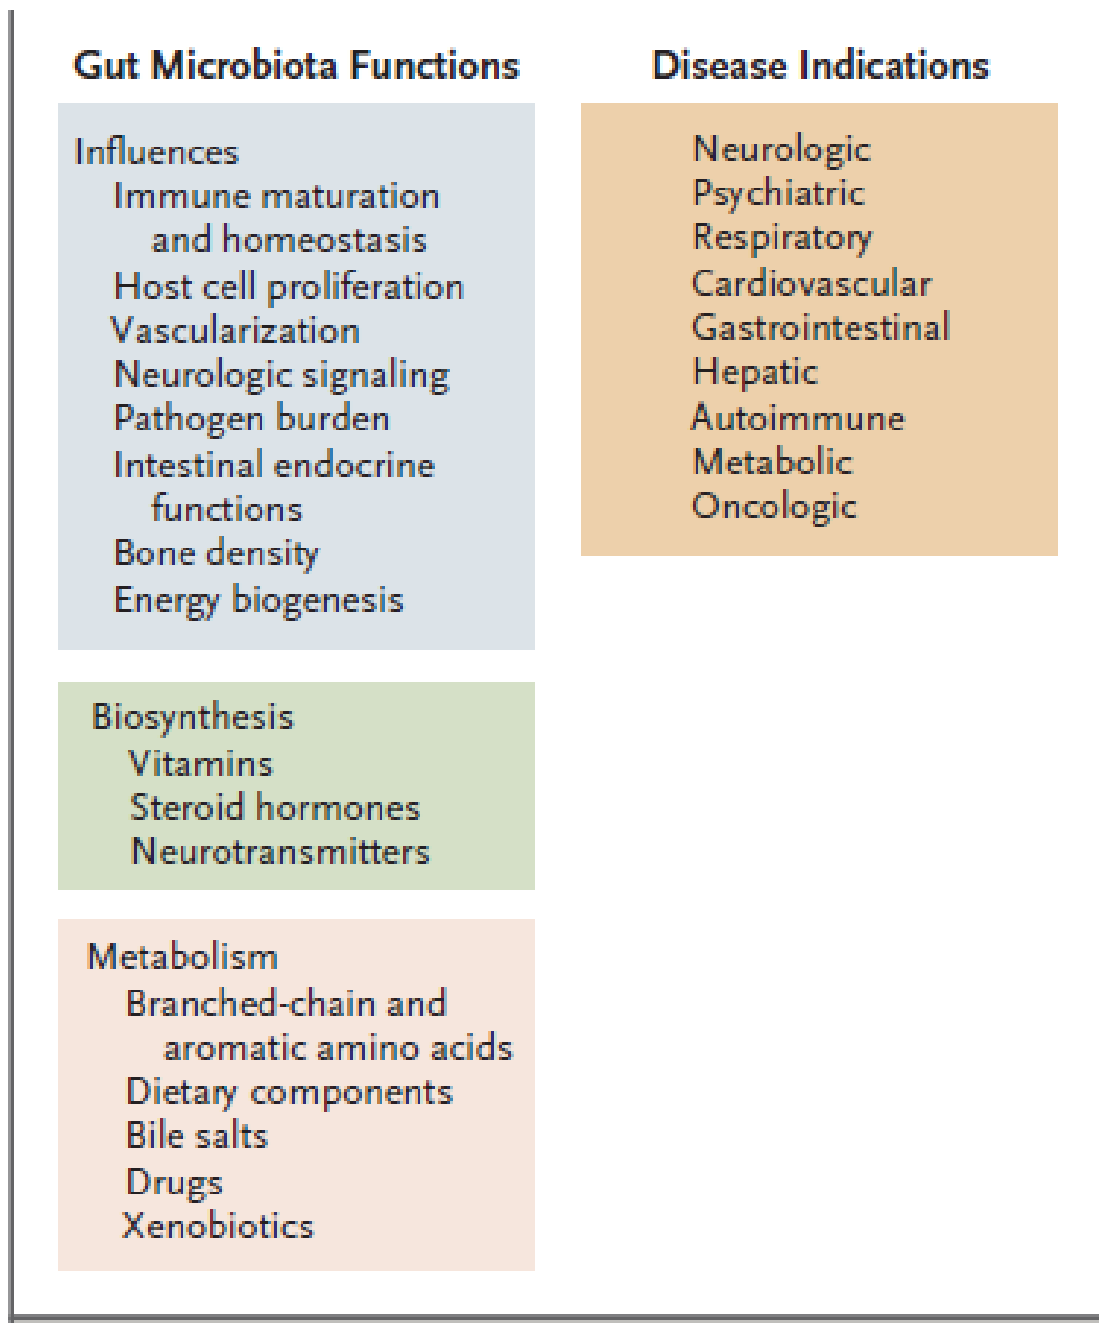 Gut Microbiota Functions
Influences
Immune maturation
and homeostasis
Host cell proliferation
Vascularization
Neurologic signaling
Pathogen burden
Intestinal endocrine
functions
Bone density
Energy biogenesis
Biosynthesis
Vitamins
Steroid hormones
Neurotransmitters
Metabolism
Branched-chain and
aromatic amino acids
Dietary components
Bile salts
Drugs
Xenobiotics
Disease Indications
Neurologic
Psychiatric
Respiratory
Cardiovascular
Gastrointestinal
Hepatic
Autoimmune
Metabolic
Oncologic